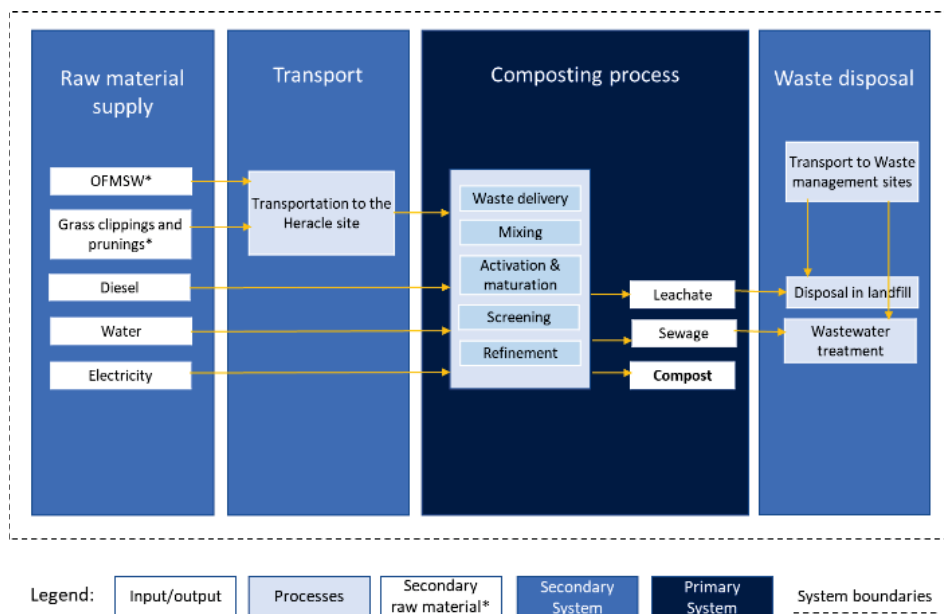 Raw material
supply
Transport
Composting process
Waste disposal
OFMSW*
Grass clippings and
prunings*
Diesel
Water
Electricity
Transportation to the
Heracle site
Waste delivery
Mixing
Activation &
maturation
Screening
Refinement
Leachate
Sewage
Compost
Transport to Waste
management sites
Disposal in landfill
Wastewater
treatment
Legend:
Input/output
Processes
Secondary
raw material*
Secondary
System
Primary
System
System boundaries